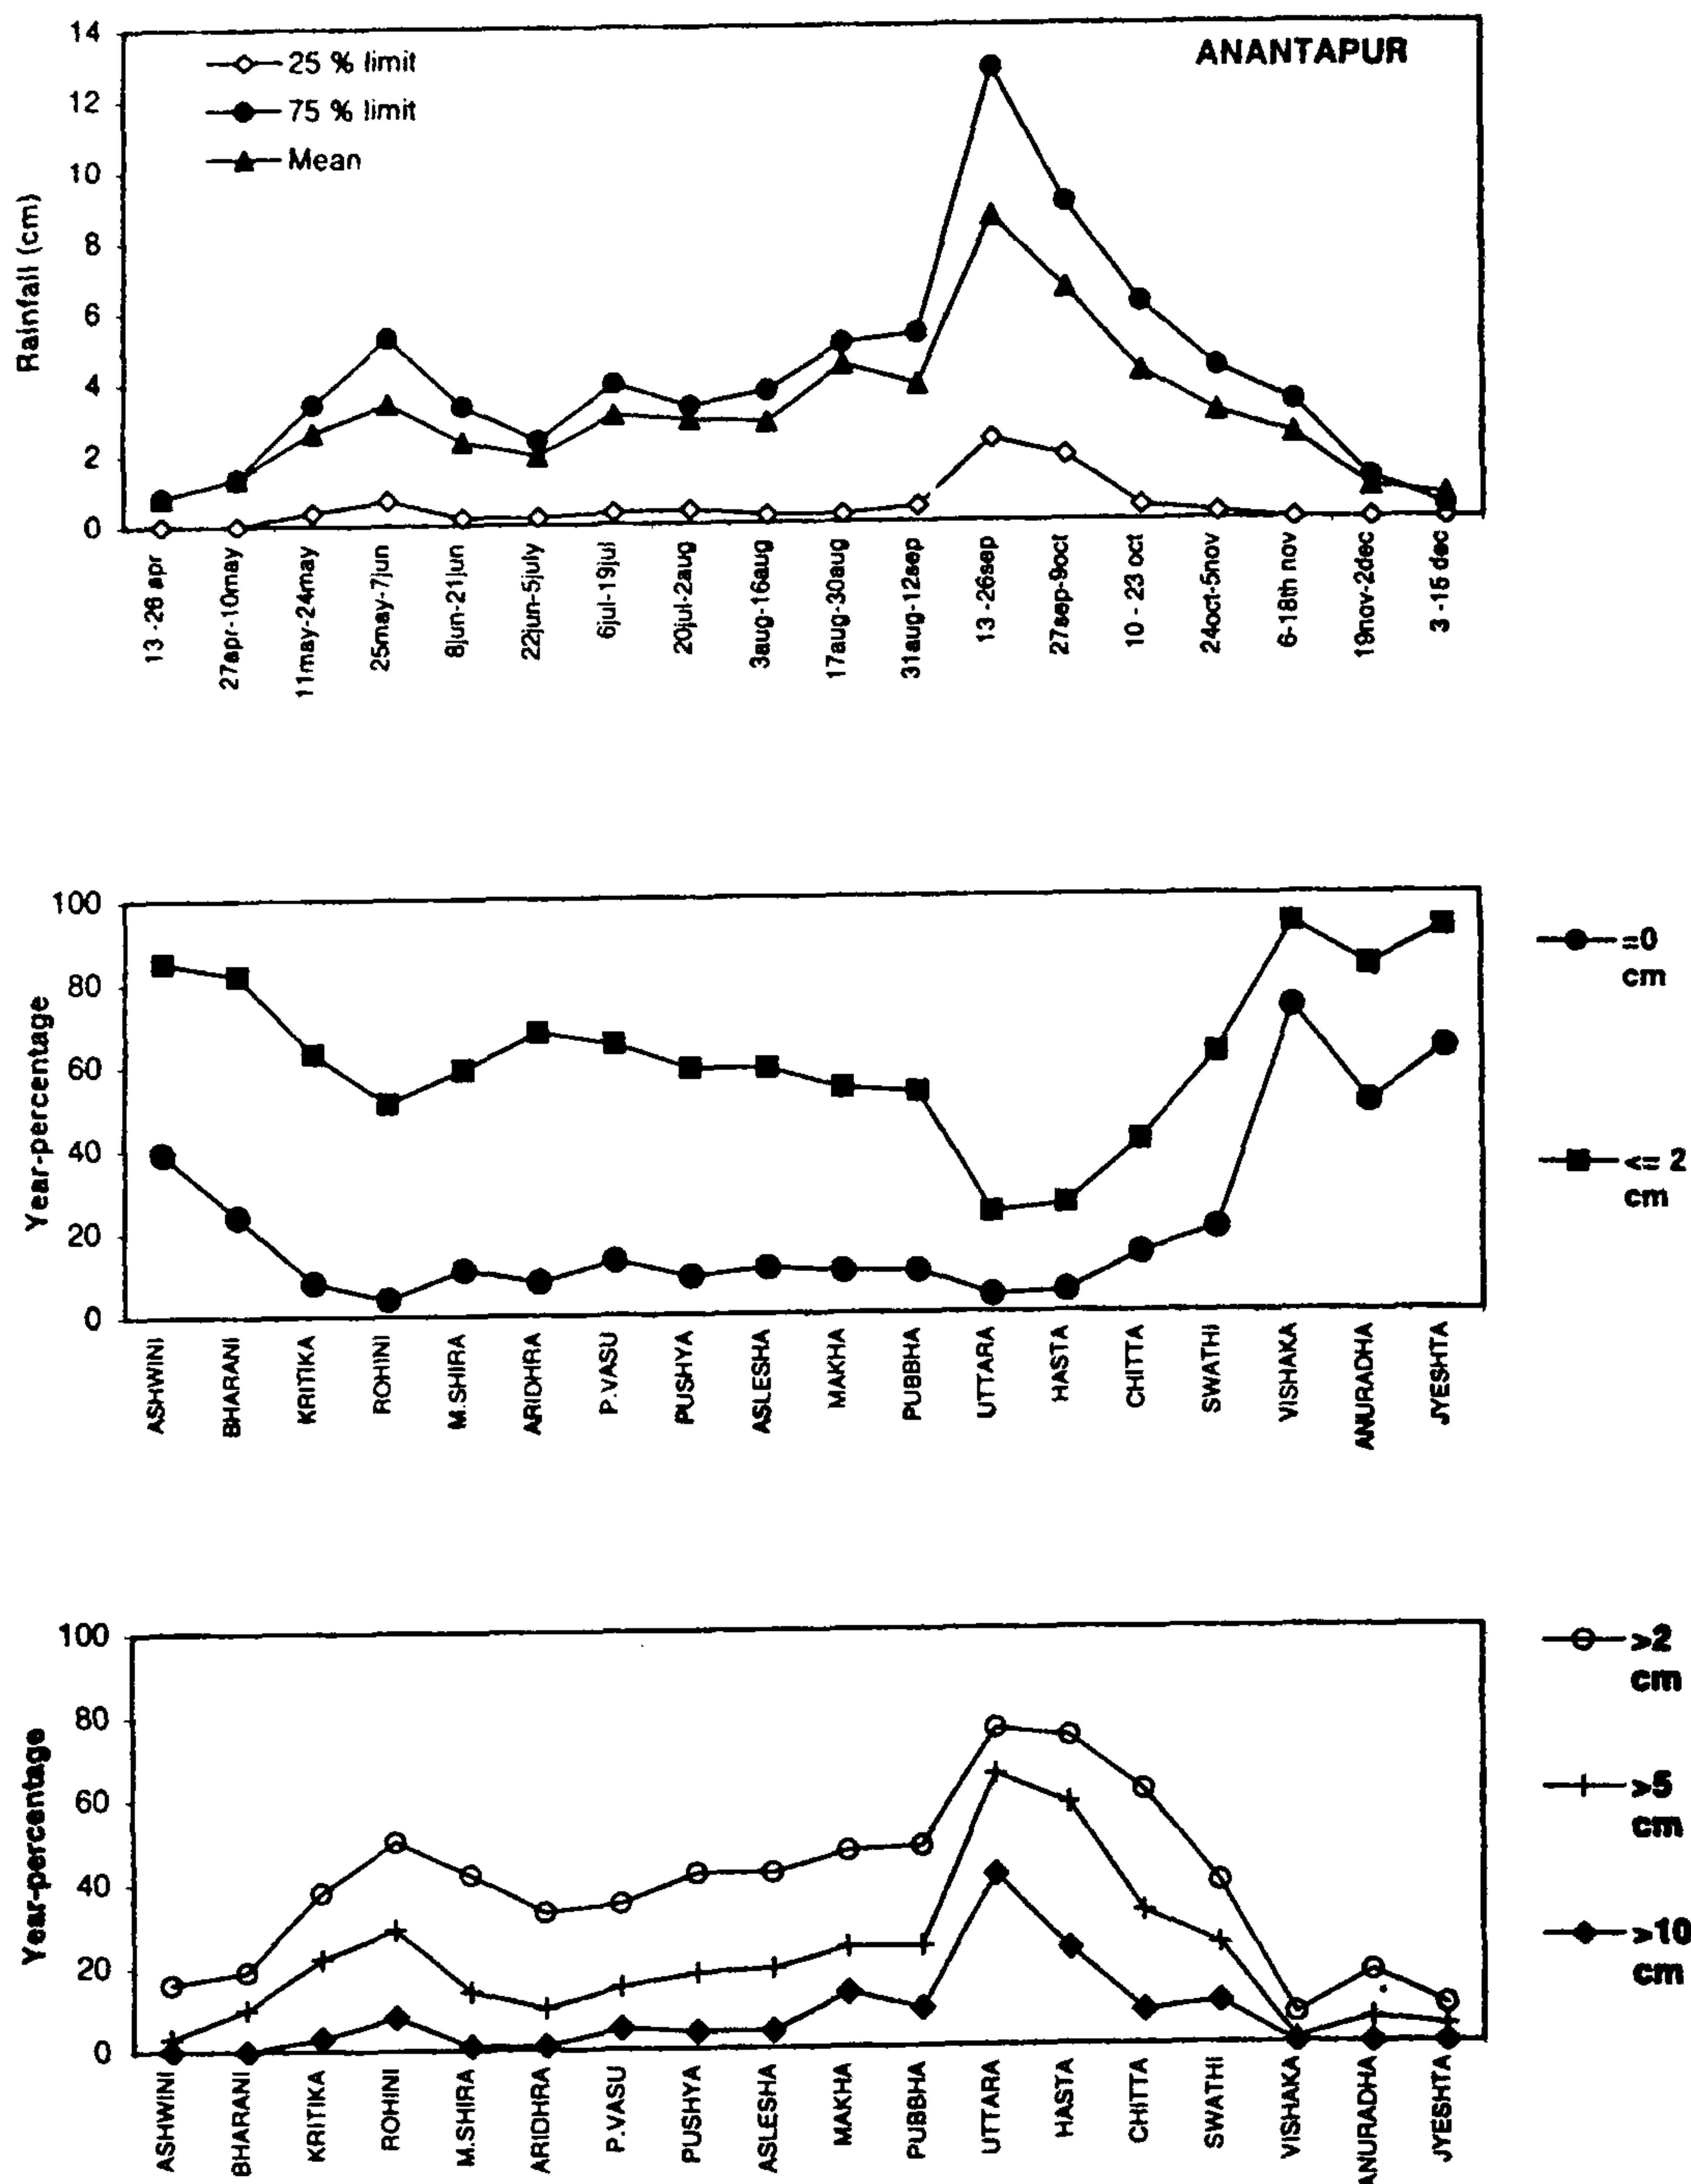 ANANTAPUR
25 % limit
75 % limit
Mean
Rainfall (cm)
14
12
10
8
6
4
2
0
13 -26 apr
27apr-10may
11may-24may
25may-7jun
8jun-21jun
22jun-5july
6jul-19jul
20jul-2aug
3aug-16aug
17aug-30aug
31aug-12sep
13 -26sep
27sep-9oct
10 - 23 oct
24oct-5nov
6-18th nov
19nov-2dec
3 -15 dec
Year-percentage
100
80
60
40
20
0
ASHWINI
BHARANI
KRITIKA
ROHINI
M.SHIRA
ARIDHRA
P.VASU
PUSHYA
ASLESHA
MAKHA
PUBBHA
UTTARA
HASTA
CHITTA
SWATHI
VISHAKA
ANURADHA
JYESHTA
=0
cm
<= 2
cm
Year-percentage
100
80
60
40
20
0
ASHWINI
BHARANI
KRITIKA
ROHINI
M.SHIRA
ARIDHRA
P.VASU
PUSHYA
ASLESHA
MAKHA
PUBBHA
UTTARA
HASTA
CHITTA
SWATHI
VISHAKA
ANURADHA
JYESHTA
>2
cm
>5
cm
>10
cm